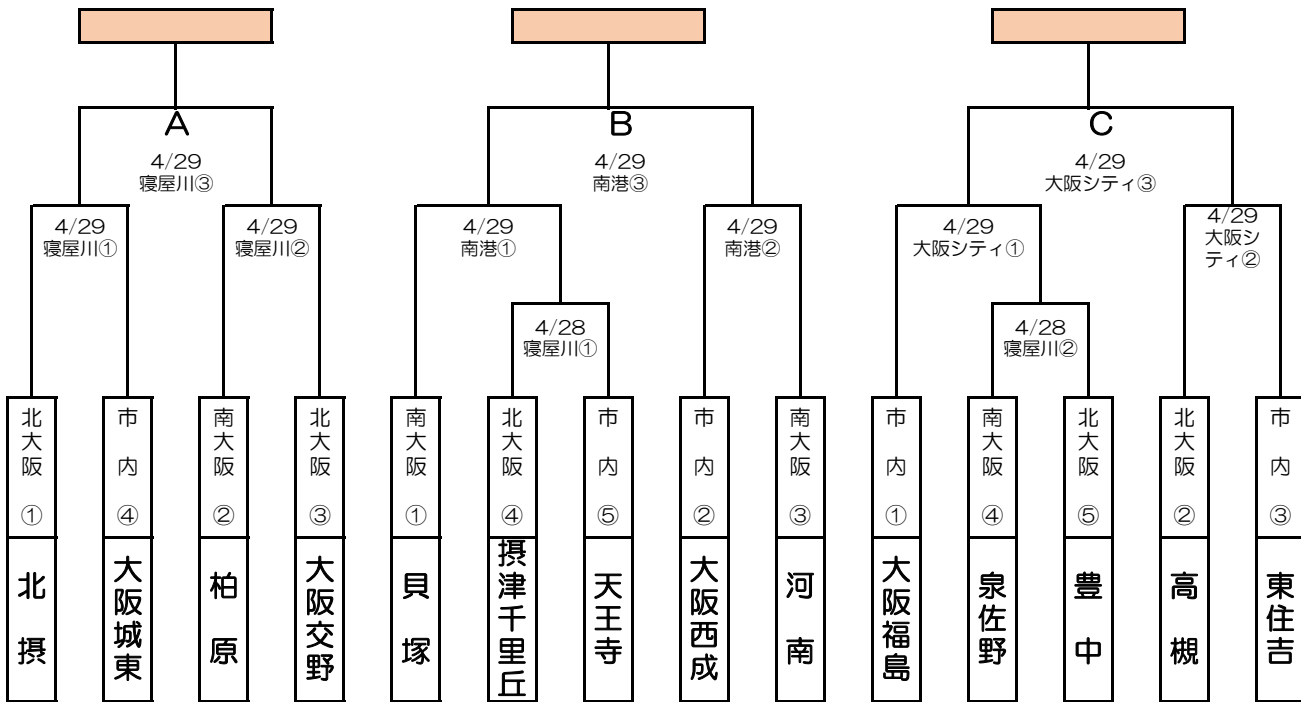 A
4/29
寝屋川③
4/29
寝屋川①
4/29
寝屋川②
B
4/29
南港③
4/29
南港①
4/29
南港②
4/28
寝屋川①
C
4/29
大阪シティ③
4/29
大阪シティ①
4/29
大阪シ
ティ②
4/28
寝屋川②
北大阪 ①
北摂
市内 ④
大阪城東
南大阪 ②
柏原
北大阪 ③
大阪交野
南大阪 ①
貝塚
北大阪 ④
摂津千里丘
市内 ⑤
天王寺
市内 ②
大阪西成
南大阪 ③
河南
市内 ①
大阪福島
南大阪 ④
泉佐野
北大阪 ⑤
豊中
北大阪 ②
高槻
市内 ③
東住吉